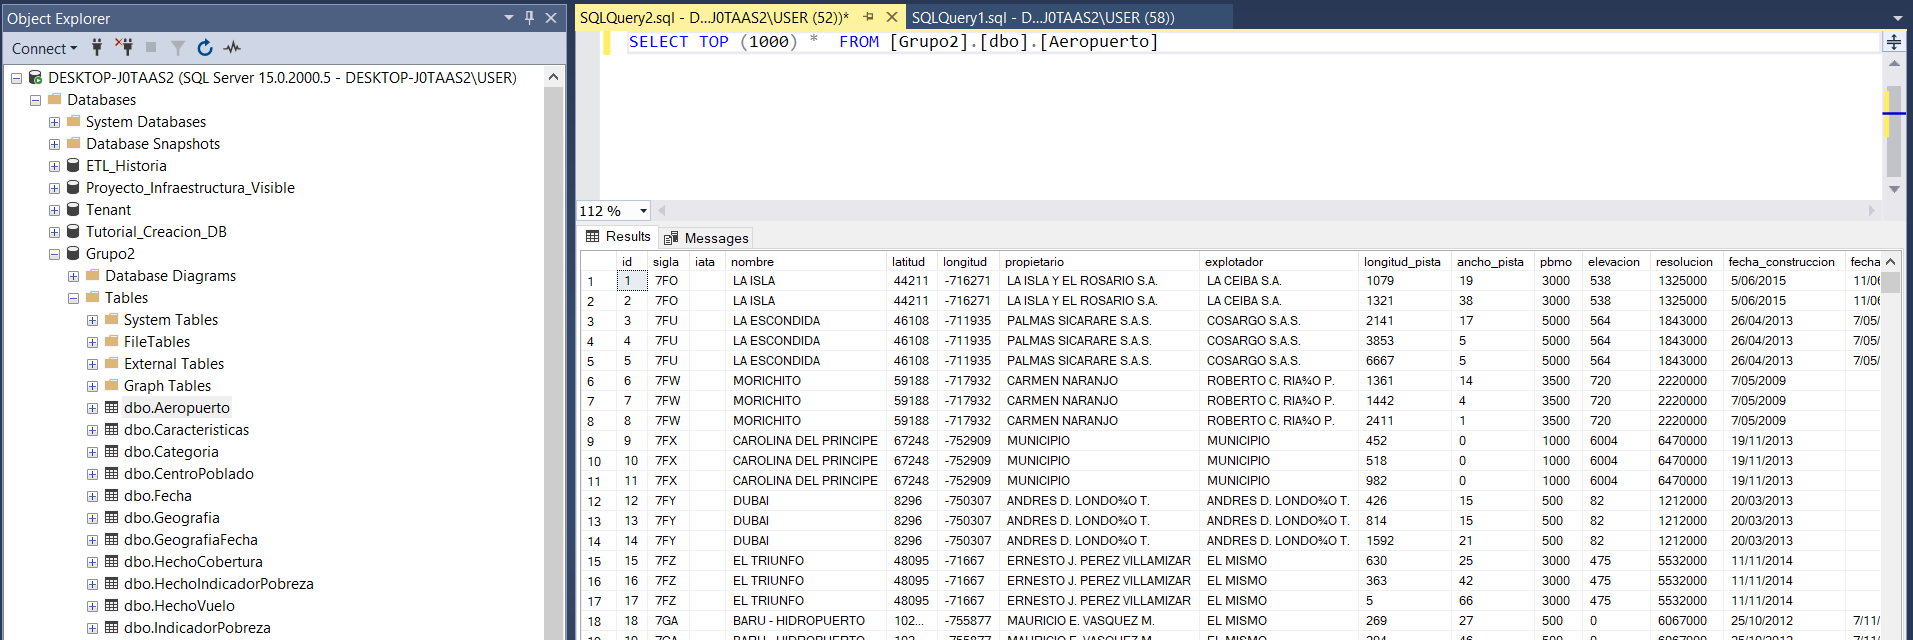 Object Explorer
Connect
DESKTOP-J0TAAS2 (SQL Server 15.0.2000.5 - DESKTOP-J0TAAS2\USER)
Databases
System Databases
Database Snapshots
ETL_Historia
Proyecto_Infraestructura_Visible
Tenant
Tutorial_Creacion_DB
Grupo2
Database Diagrams
Tables
System Tables
FileTables
External Tables
Graph Tables
dbo.Aeropuerto
dbo.Caracteristicas
dbo.Categoria
dbo.CentroPoblado
dbo.Fecha
dbo.Geografia
dbo.GeografiaFecha
dbo.HechoCobertura
dbo.HechoIndicadorPobreza
dbo.HechoVuelo
dbo.IndicadorPobreza
SQLQuery2.sql - D...J0TAAS2\USER (52))* SQLQuery1.sql - D...J0TAAS2\USER (58))
SELECT TOP (1000) * FROM [Grupo2].[dbo].[Aeropuerto]
112 %
Results Messages
id sigla iata nombre latitud longitud propietario explotador longitud_pista ancho_pista pbmo elevacion resolucion fecha_construccion fecha
1 1 7FO LA ISLA 44211 -716271 LA ISLA Y EL ROSARIO S.A. LA CEIBA S.A. 1079 19 3000 538 1325000 5/06/2015 11/06
2 2 7FO LA ISLA 44211 -716271 LA ISLA Y EL ROSARIO S.A. LA CEIBA S.A. 1321 38 3000 538 1325000 5/06/2015 11/06
3 3 7FU LA ESCONDIDA 46108 -711935 PALMAS SICARARE S.A.S. COSARGO S.A.S. 2141 17 5000 564 1843000 26/04/2013 7/05/
4 4 7FU LA ESCONDIDA 46108 -711935 PALMAS SICARARE S.A.S. COSARGO S.A.S. 3853 5 5000 564 1843000 26/04/2013 7/05/
5 5 7FU LA ESCONDIDA 46108 -711935 PALMAS SICARARE S.A.S. COSARGO S.A.S. 6667 5 5000 564 1843000 26/04/2013 7/05/
6 6 7FW MORICHITO 59188 -717932 CARMEN NARANJO ROBERTO C. RIA¾O P. 1361 14 3500 720 2220000 7/05/2009
7 7 7FW MORICHITO 59188 -717932 CARMEN NARANJO ROBERTO C. RIA¾O P. 1442 4 3500 720 2220000 7/05/2009
8 8 7FW MORICHITO 59188 -717932 CARMEN NARANJO ROBERTO C. RIA¾O P. 2411 1 3500 720 2220000 7/05/2009
9 9 7FX CAROLINA DEL PRINCIPE 67248 -752909 MUNICIPIO MUNICIPIO 452 0 1000 6004 6470000 19/11/2013
10 10 7FX CAROLINA DEL PRINCIPE 67248 -752909 MUNICIPIO MUNICIPIO 518 0 1000 6004 6470000 19/11/2013
11 11 7FX CAROLINA DEL PRINCIPE 67248 -752909 MUNICIPIO MUNICIPIO 982 0 1000 6004 6470000 19/11/2013
12 12 7FY DUBAI 8296 -750307 ANDRES D. LONDO¾O T. ANDRES D. LONDO¾O T. 426 15 500 82 1212000 20/03/2013
13 13 7FY DUBAI 8296 -750307 ANDRES D. LONDO¾O T. ANDRES D. LONDO¾O T. 814 15 500 82 1212000 20/03/2013
14 14 7FY DUBAI 8296 -750307 ANDRES D. LONDO¾O T. ANDRES D. LONDO¾O T. 1592 21 500 82 1212000 20/03/2013
15 15 7FZ EL TRIUNFO 48095 -71667 ERNESTO J. PEREZ VILLAMIZAR EL MISMO 630 25 3000 475 5532000 11/11/2014
16 16 7FZ EL TRIUNFO 48095 -71667 ERNESTO J. PEREZ VILLAMIZAR EL MISMO 363 42 3000 475 5532000 11/11/2014
17 17 7FZ EL TRIUNFO 48095 -71667 ERNESTO J. PEREZ VILLAMIZAR EL MISMO 5 66 3000 475 5532000 11/11/2014
18 18 7GA BARU - HIDROPUERTO 102... -755877 MAURICIO E. VASQUEZ M. EL MISMO 269 27 500 0 6067000 25/10/2012 7/11/